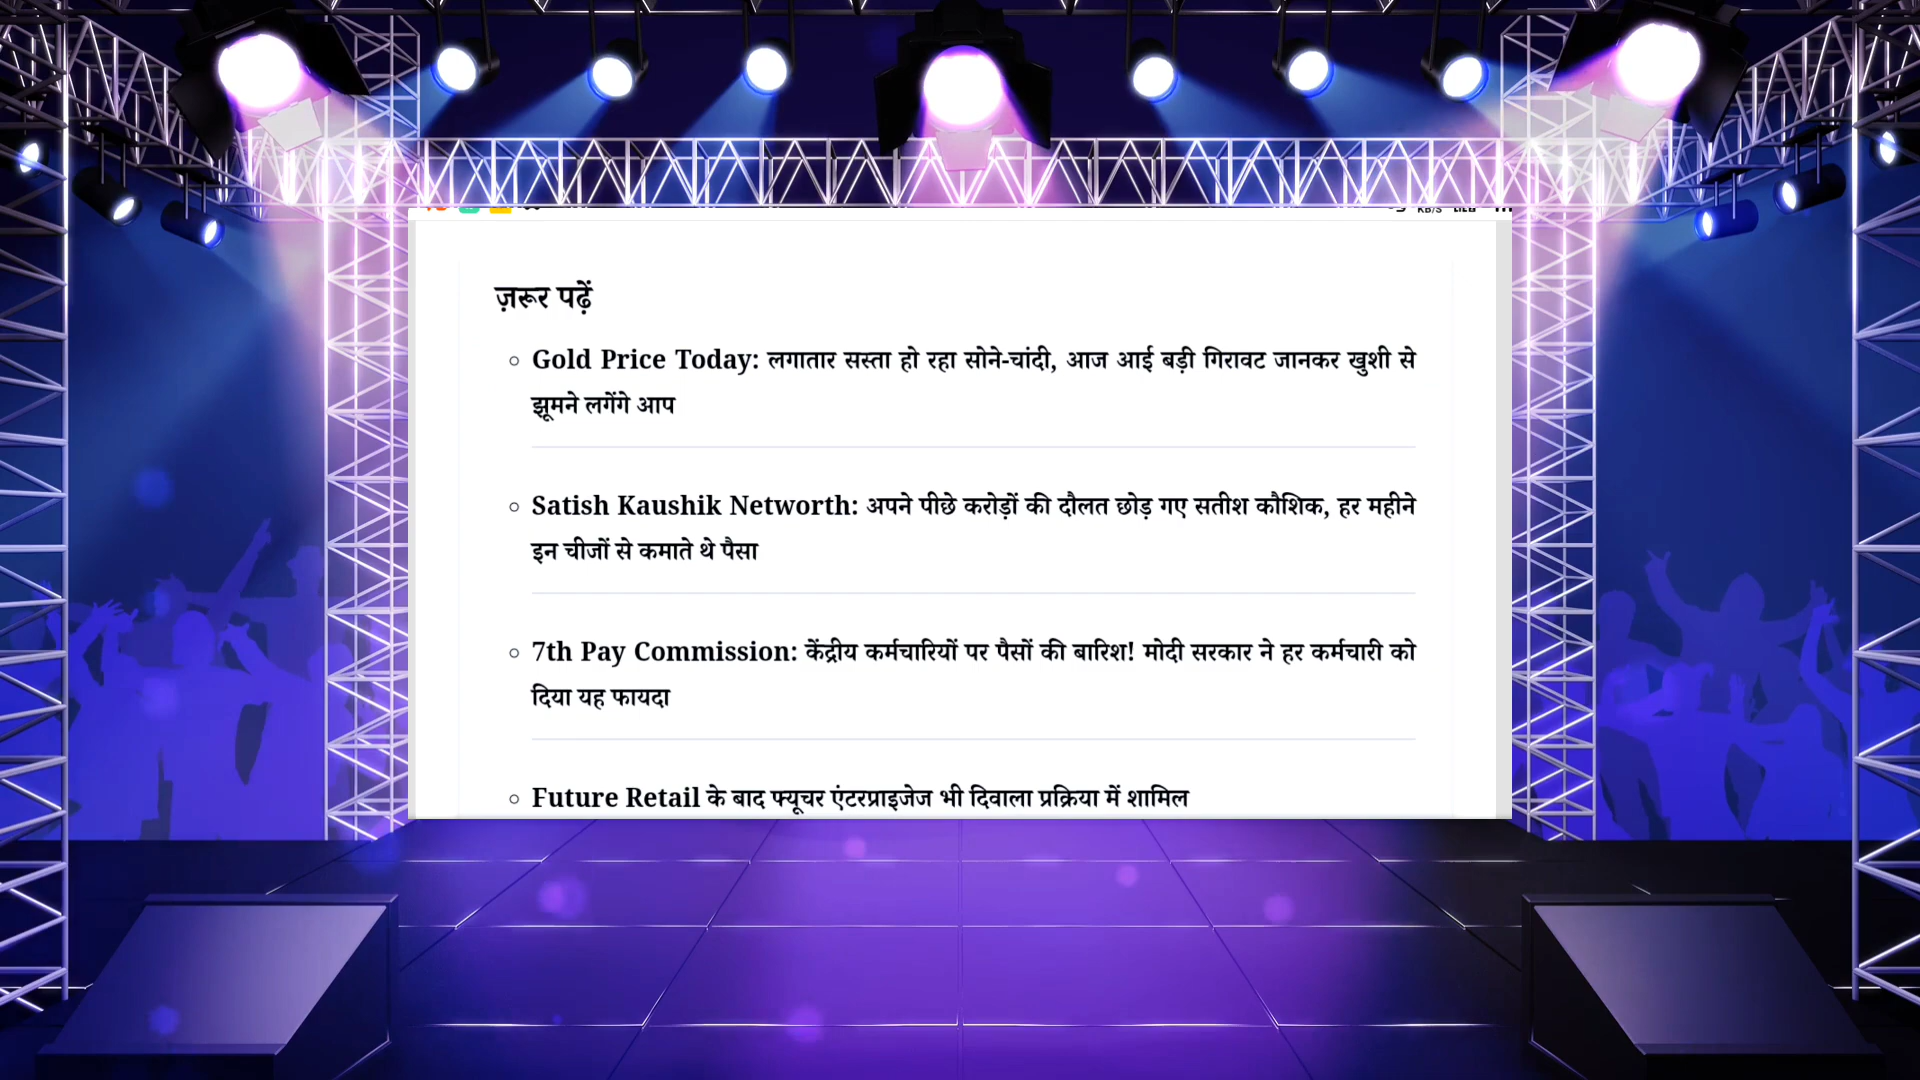 KB/S
ज़रूर पढ़ें
Gold Price Today: लगातार सस्ता हो रहा सोने-चांदी, आज आई बड़ी गिरावट जानकर खुशी से
झूमने लगेंगे आप
Satish Kaushik Networth: अपने पीछे करोड़ों की दौलत छोड़ गए सतीश कौशिक, हर महीने
इन चीजों से कमाते थे पैसा
7th Pay Commission: केंद्रीय कर्मचारियों पर पैसों की बारिश! मोदी सरकार ने हर कर्मचारी को
दिया यह फायदा
Future Retail के बाद फ्यूचर एंटरप्राइजेज भी दिवाला प्रक्रिया में शामिल